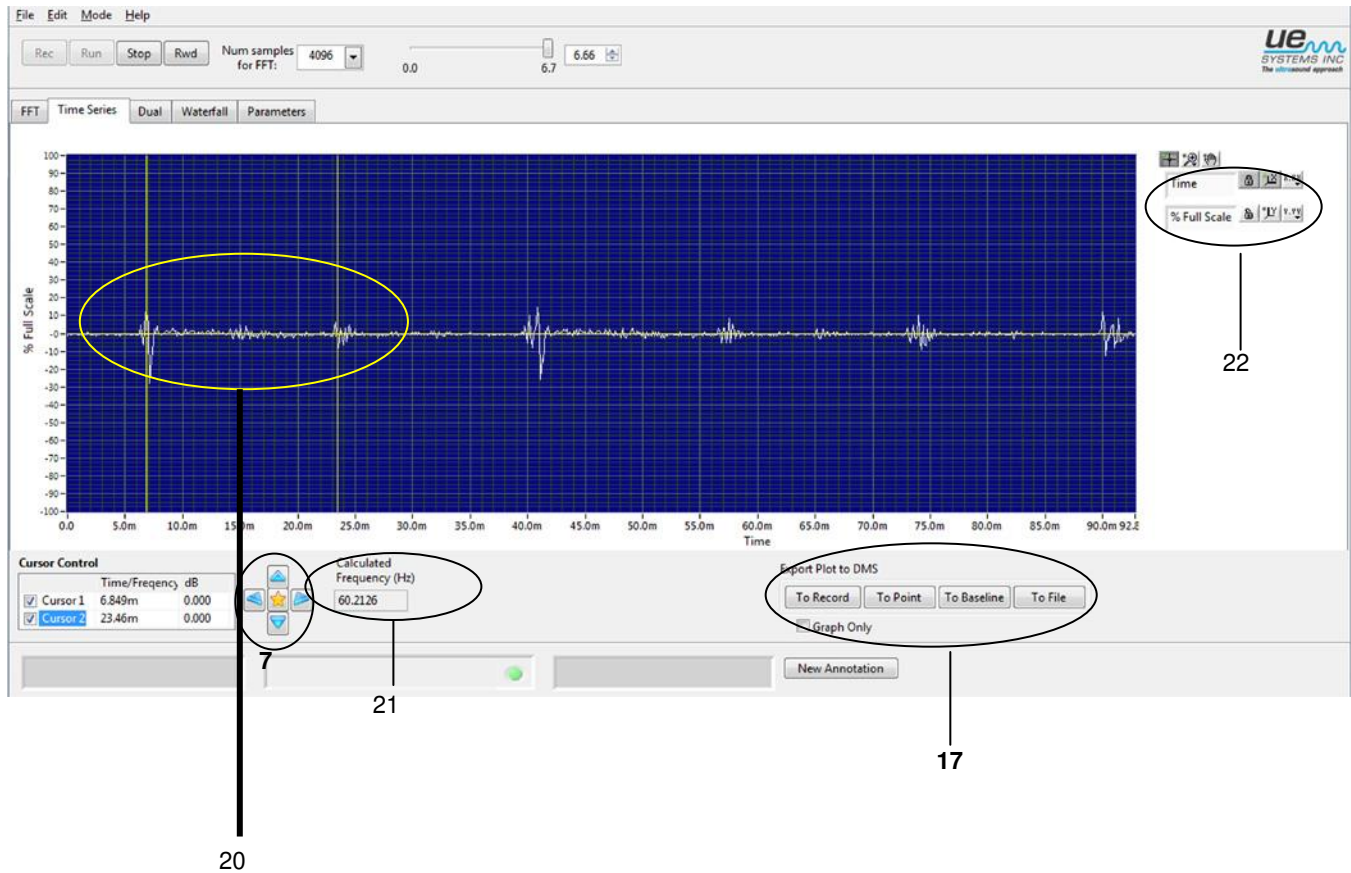 File Edit Mode Help
Rec Run Stop Rwd Num samples for FFT: 4096 0.0 6.7 6.66
ue SYSTEMS INC
The ultrasound approach
FFT Time Series Dual Waterfall Parameters
100
90
80
70
60
50
40
30
20
10
-0
-10
-20
-30
-40
-50
-60
-70
-80
-90
-100
% Full Scale
0.0 5.0m 10.0m 15.0m 20.0m 25.0m 30.0m 35.0m 40.0m 45.0m 50.0m 55.0m 60.0m 65.0m 70.0m 75.0m 80.0m 85.0m 90.0m 92.8
Time
Time
% Full Scale
22
Cursor Control
Time/Freqency dB
Cursor 1 6.849m 0.000
Cursor 2 23.46m 0.000
7
Calculated
Frequency (Hz)
60.2126
21
Export Plot to DMS
To Record To Point To Baseline To File
Graph Only
New Annotation
17
20